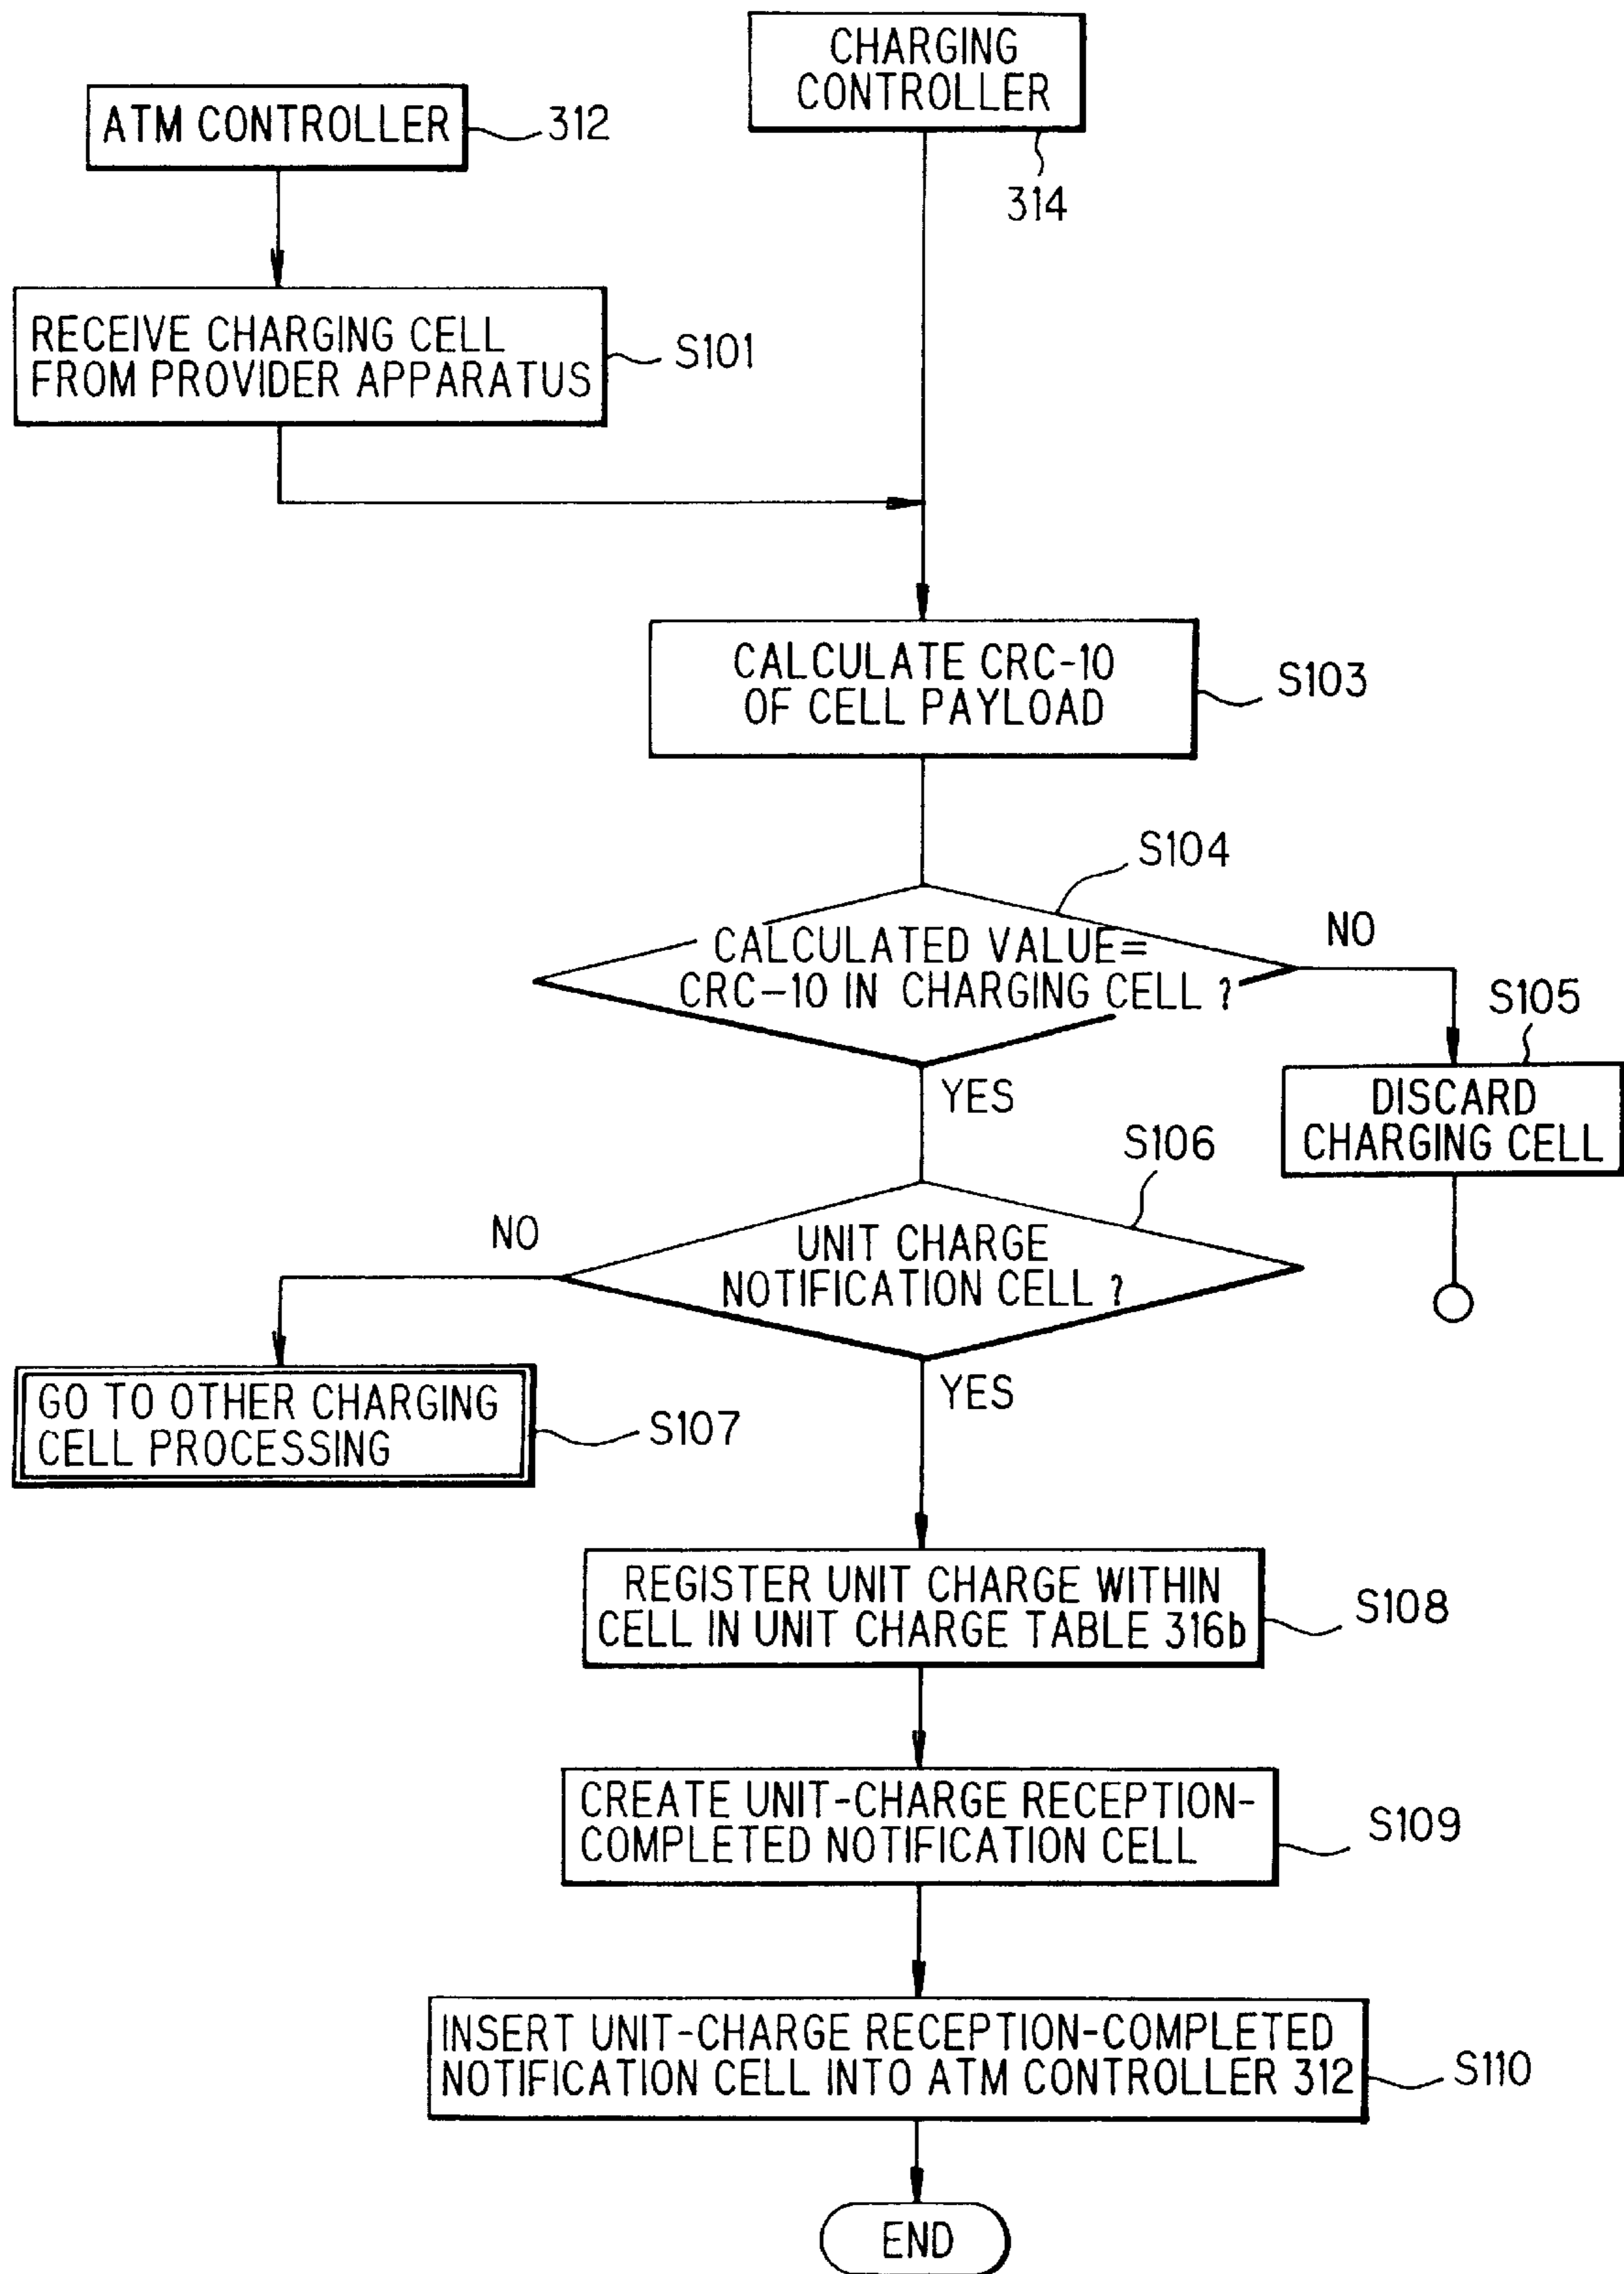 CHARGING
CONTROLLER
314
ATM CONTROLLER
312
RECEIVE CHARGING CELL
FROM PROVIDER APPARATUS
S101
CALCULATE CRC-10
OF CELL PAYLOAD
S103
S104
CALCULATED VALUE=
CRC-10 IN CHARGING CELL ?
NO
YES
S105
DISCARD
CHARGING CELL
S106
UNIT CHARGE
NOTIFICATION CELL ?
NO
YES
GO TO OTHER CHARGING
CELL PROCESSING
S107
REGISTER UNIT CHARGE WITHIN
CELL IN UNIT CHARGE TABLE 316b
S108
CREATE UNIT-CHARGE RECEPTION-
COMPLETED NOTIFICATION CELL
S109
INSERT UNIT-CHARGE RECEPTION-COMPLETED
NOTIFICATION CELL INTO ATM CONTROLLER 312
S110
END